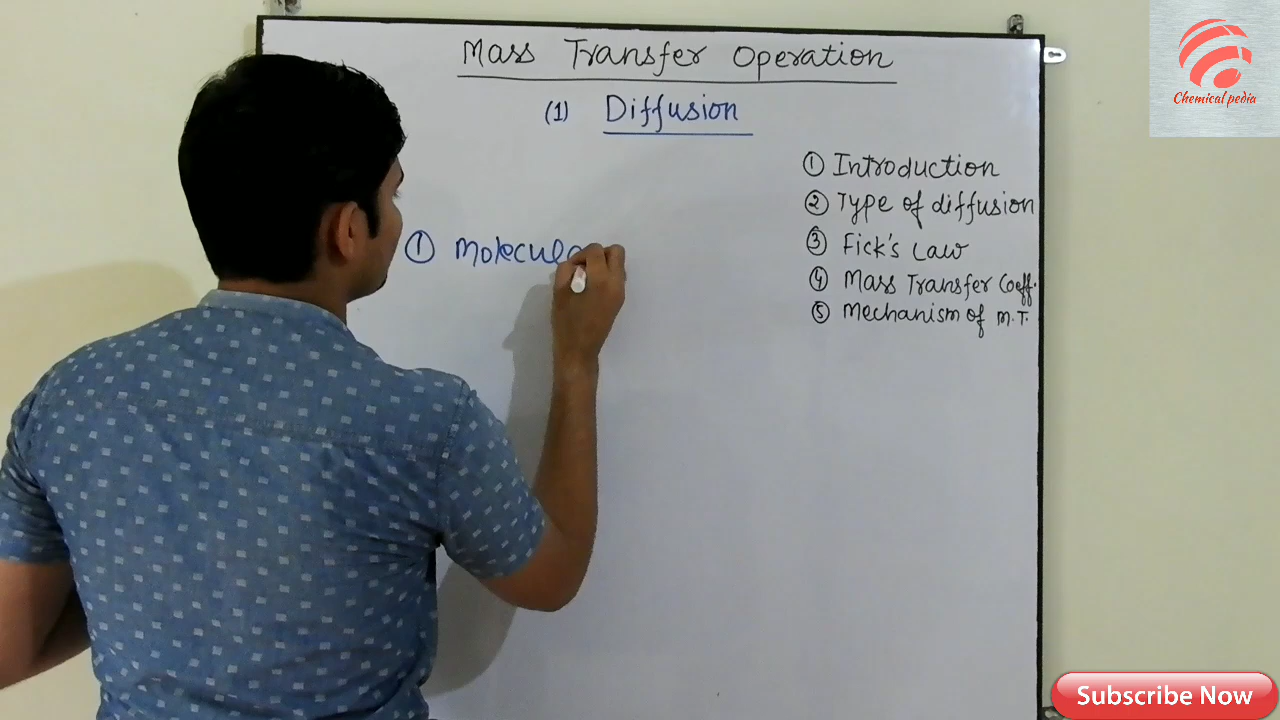 Mass Transfer Operation
(1) Diffusion
① Introduction
② Type of diffusion
③ Fick's Law
④ Mass Transfer Coeff.
⑤ Mechanism of M.T.
① Molecula
Chemical pedia
Subscribe Now